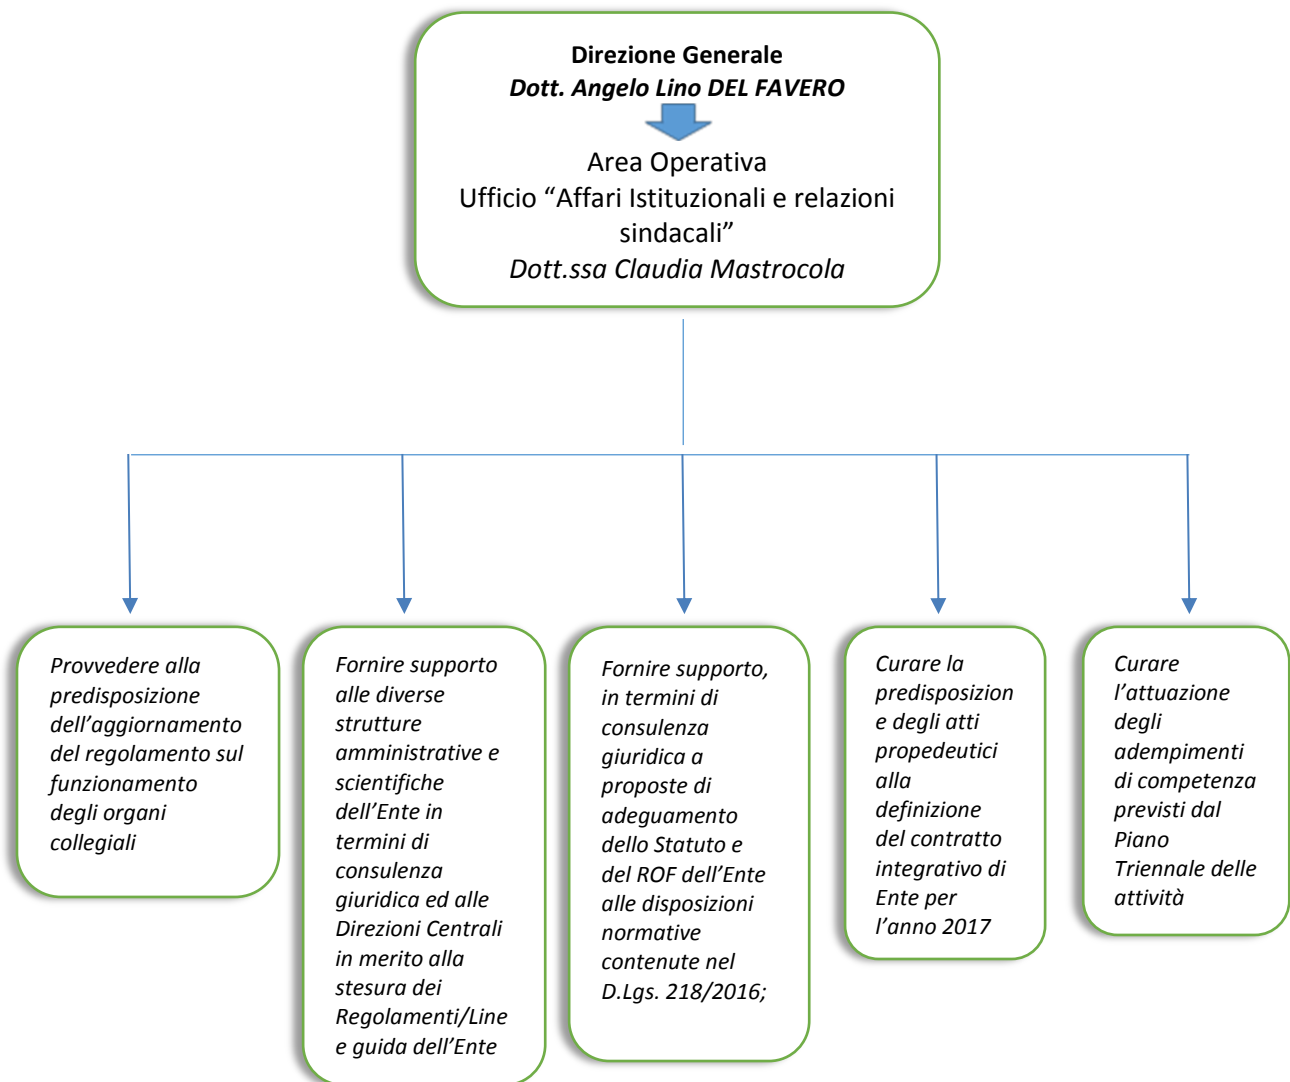 Direzione Generale
Dott. Angelo Lino DEL FAVERO
Area Operativa
Ufficio “Affari Istituzionali e relazioni
sindacali”
Dott.ssa Claudia Mastrocola
Provvedere alla
predisposizione
dell’aggiornamento
del regolamento sul
funzionamento
degli organi
collegiali
Fornire supporto
alle diverse
strutture
amministrative e
scientifiche
dell’Ente in
termini di
consulenza
giuridica ed alle
Direzioni Centrali
in merito alla
stesura dei
Regolamenti/Line
e guida dell’Ente
Fornire supporto,
in termini di
consulenza
giuridica a
proposte di
adeguamento
dello Statuto e
del ROF dell’Ente
alle disposizioni
normative
contenute nel
D.Lgs. 218/2016;
Curare la
predisposizion
e degli atti
propedeutici
alla
definizione
del contratto
integrativo di
Ente per
l’anno 2017
Curare
l’attuazione
degli
adempimenti
di competenza
previsti dal
Piano
Triennale delle
attività